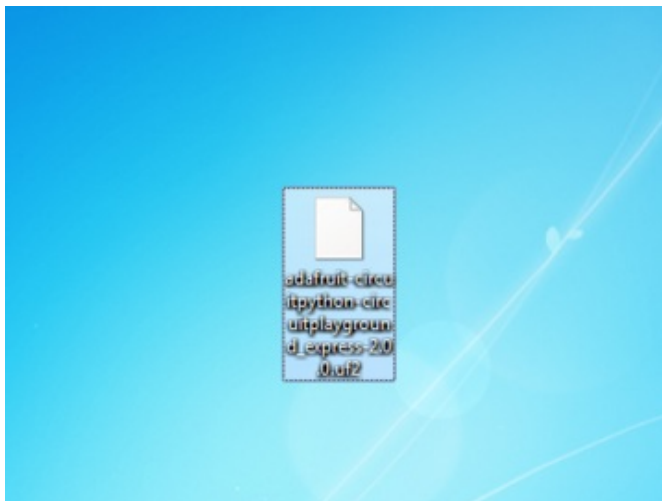 adafruit-circu
itpython-circ
uitplaygroun
d_express-2.0
.0.uf2